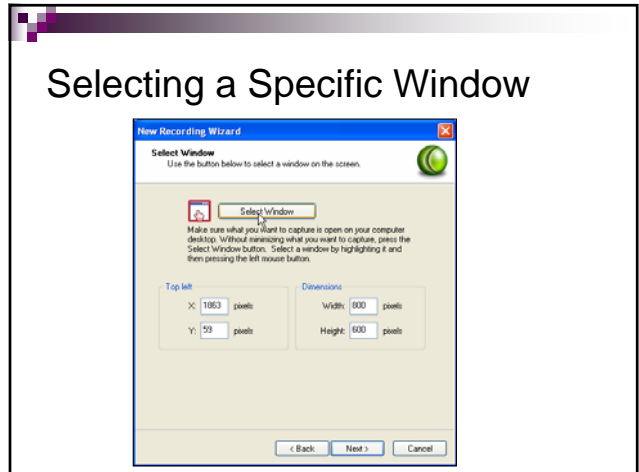 Selecting a Specific Window
New Recording Wizard
Select Window
Use the button below to select a window on the screen.
Select Window
Make sure what you want to capture is open on your computer
desktop. Without minimizing what you want to capture, press the
Select Window button. Select a window by highlighting it and
then pressing the left mouse button.
Top left
X: 1863 pixels
Y: 59 pixels
Dimensions
Width: 800 pixels
Height: 600 pixels
< Back Next > Cancel